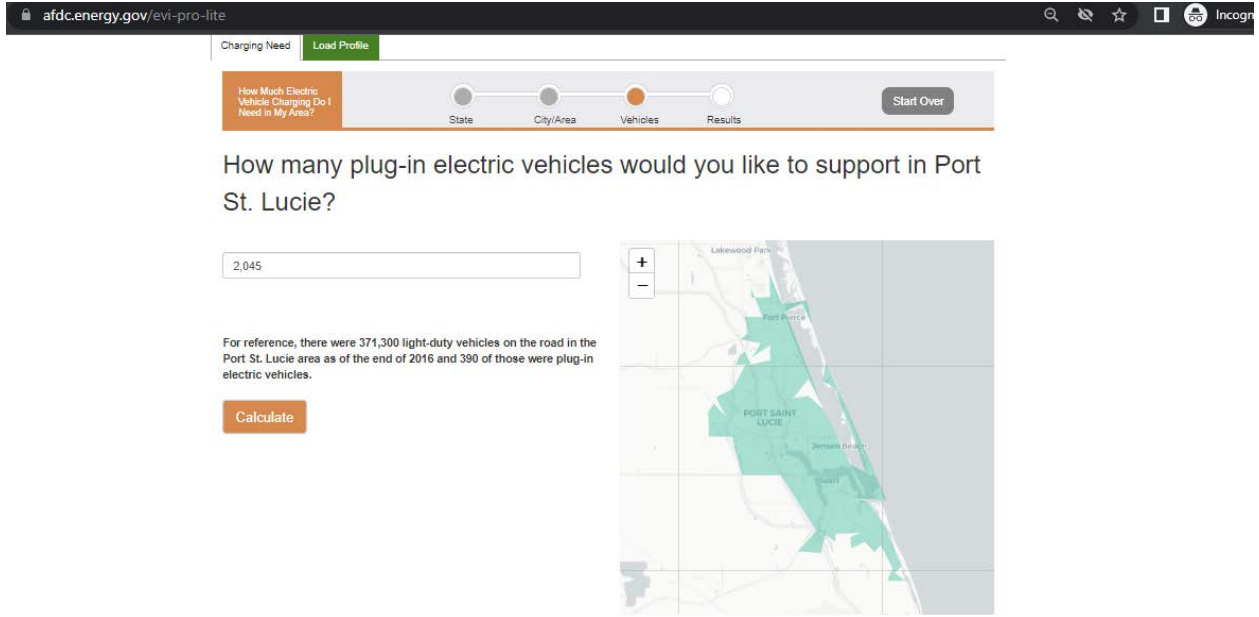 afdc.energy.gov/evi-pro-lite
Incogn
Charging Need
Load Profile
How Much Electric
Vehicle Charging Do I
Need in My Area?
State
City/Area
Vehicles
Results
Start Over
How many plug-in electric vehicles would you like to support in Port
St. Lucie?
2,045
For reference, there were 371,300 light-duty vehicles on the road in the
Port St. Lucie area as of the end of 2016 and 390 of those were plug-in
electric vehicles.
Calculate
+
−
Lakewood Park
Fort Pierce
PORT SAINT
LUCIE
Jensen Beach
Stuart